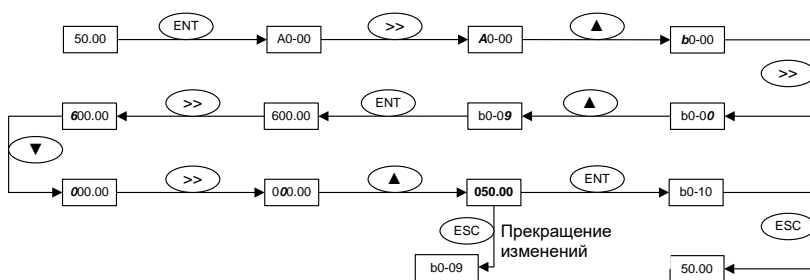 50.00
ENT
A0-00
>>
A0-00
▲
b0-00
>>
600.00
>>
600.00
ENT
b0-09
▲
b0-00
▼
000.00
>>
000.00
▲
050.00
ENT
b0-10
ESC
Прекращение
изменений
ESC
b0-09
50.00